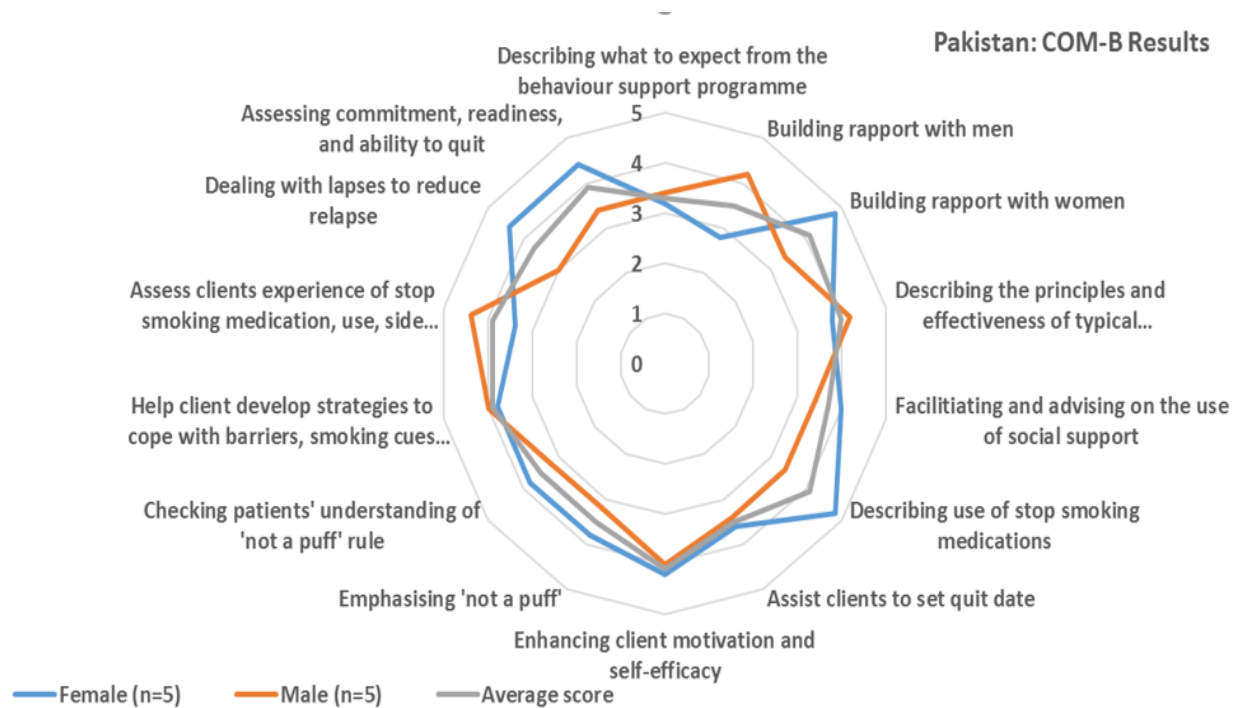 Pakistan: COM-B Results
Describing what to expect from the
behaviour support programme
Building rapport with men
Building rapport with women
Describing the principles and
effectiveness of typical...
Facilitiating and advising on the use
of social support
Describing use of stop smoking
medications
Assist clients to set quit date
Enhancing client motivation and
self-efficacy
Emphasising 'not a puff'
Checking patients' understanding of
'not a puff' rule
Help client develop strategies to
cope with barriers, smoking cues...
Assess clients experience of stop
smoking medication, use, side...
Dealing with lapses to reduce
relapse
Assessing commitment, readiness,
and ability to quit
5
4
3
2
1
0
Female (n=5)
Male (n=5)
Average score